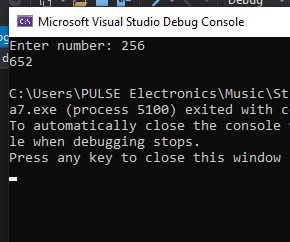 Debug
Microsoft Visual Studio Debug Console
Enter number: 256
652
C:\Users\PULSE Electronics\Music\St
a7.exe (process 5100) exited with c
To automatically close the console
le when debugging stops.
Press any key to close this window